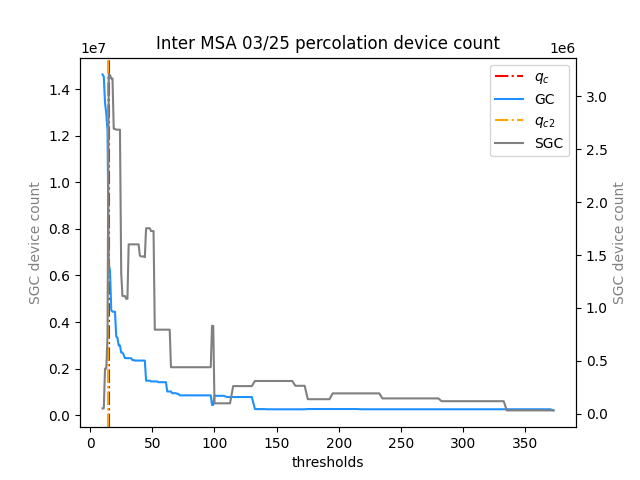 Inter MSA 03/25 percolation device count
1e7
1e6
q_c
GC
q_c2
SGC
1.4
1.2
1.0
0.8
0.6
0.4
0.2
0.0
SGC device count
3.0
2.5
2.0
1.5
1.0
0.5
0.0
SGC device count
0 50 100 150 200 250 300 350
thresholds